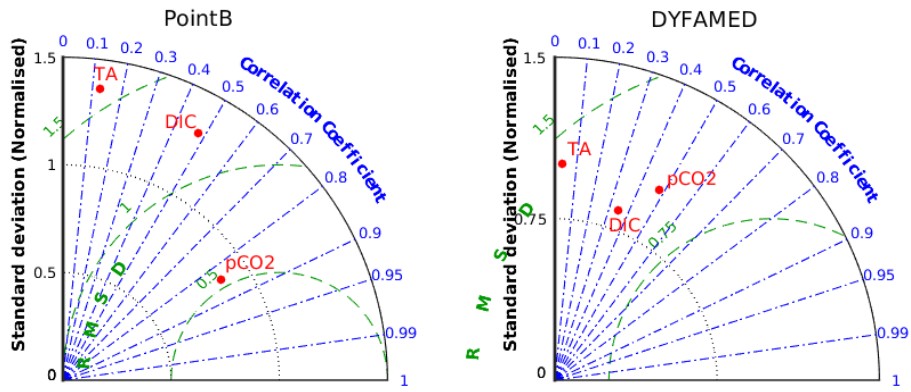 PointB
Standard deviation (Normalised)
Correlation Coefficient
0 0.1 0.2 0.3 0.4 0.5 0.6 0.7 0.8 0.9 0.95 0.99 1
1.5
1
0.5
0
1.5
1
0.5
RMSD
TA
DIC
pCO2
DYFAMED
Standard deviation (Normalised)
Correlation Coefficient
0 0.1 0.2 0.3 0.4 0.5 0.6 0.7 0.8 0.9 0.95 0.99 1
1.5
0.75
0
1.5
0.75
RMSD
TA
pCO2
DIC